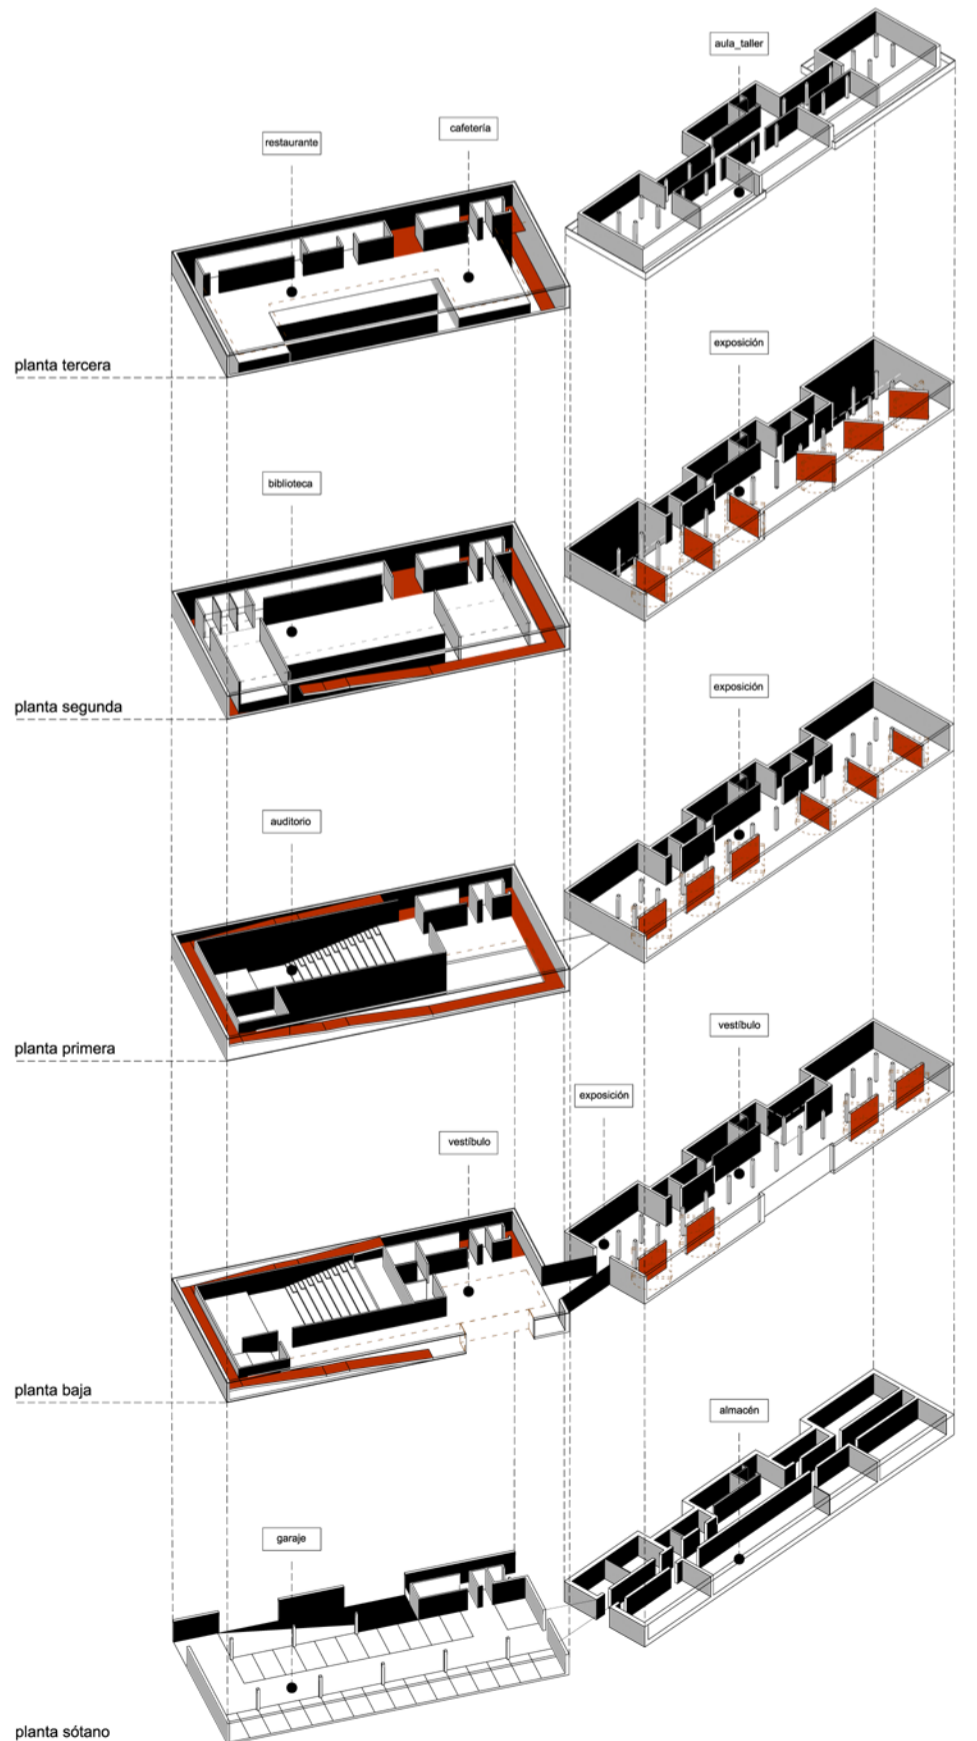 aula_taller
cafetería
restaurante
exposición
planta tercera
biblioteca
exposición
planta segunda
auditorio
vestíbulo
planta primera
exposición
vestíbulo
planta baja
almacén
garaje
planta sótano